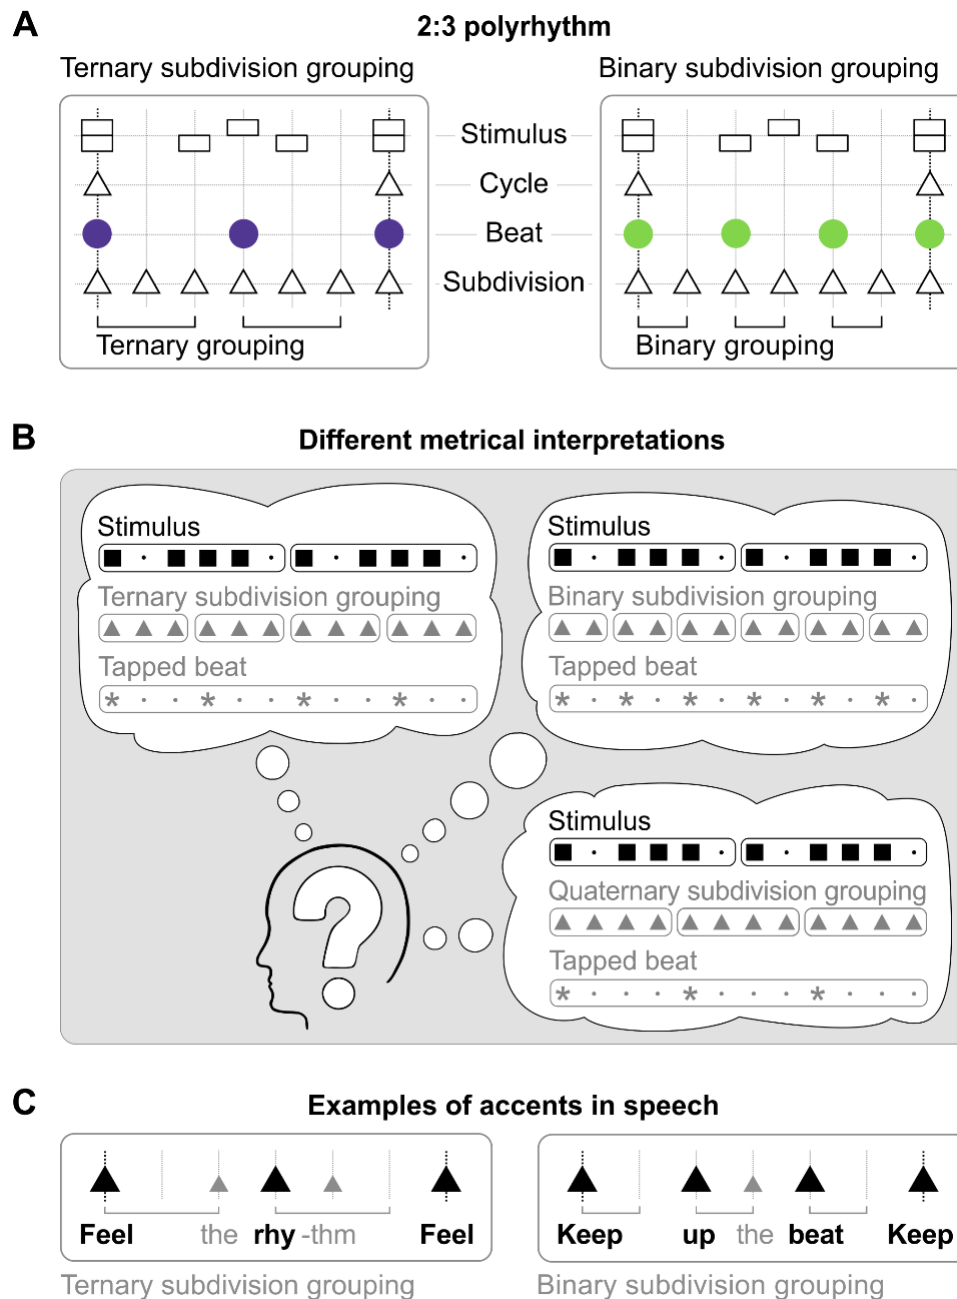 A
2:3 polyrhythm
Ternary subdivision grouping
Binary subdivision grouping
Stimulus
Cycle
Beat
Subdivision
Ternary grouping
Binary grouping
B
Different metrical interpretations
Stimulus
Ternary subdivision grouping
Tapped beat
* · · * · · * · · * · ·
Stimulus
Binary subdivision grouping
Tapped beat
* · * · * · * · * · * ·
?
Stimulus
Quaternary subdivision grouping
Tapped beat
* · · · * · · · * · · ·
C
Examples of accents in speech
Feel the rhy -thm Feel
Ternary subdivision grouping
Keep up the beat Keep
Binary subdivision grouping